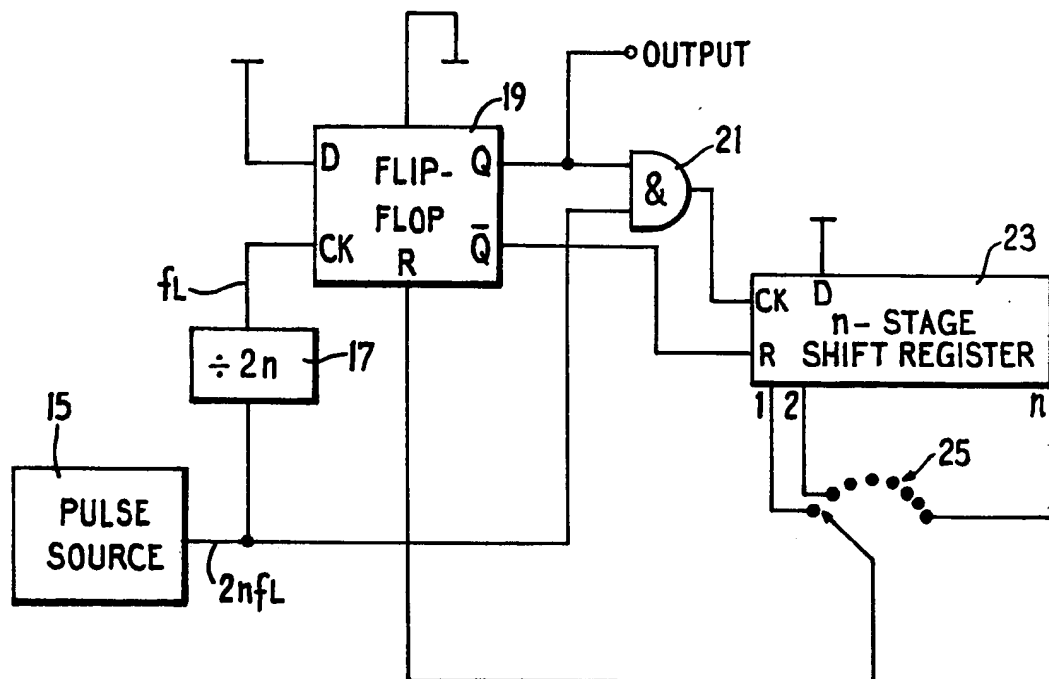 OUTPUT
19
21
D
FLIP-
FLOP
Q
&
CK
R
Q̅
23
CK
D
n- STAGE
SHIFT REGISTER
R
1
2
n
fL
÷ 2n
17
15
25
PULSE
SOURCE
2nfL